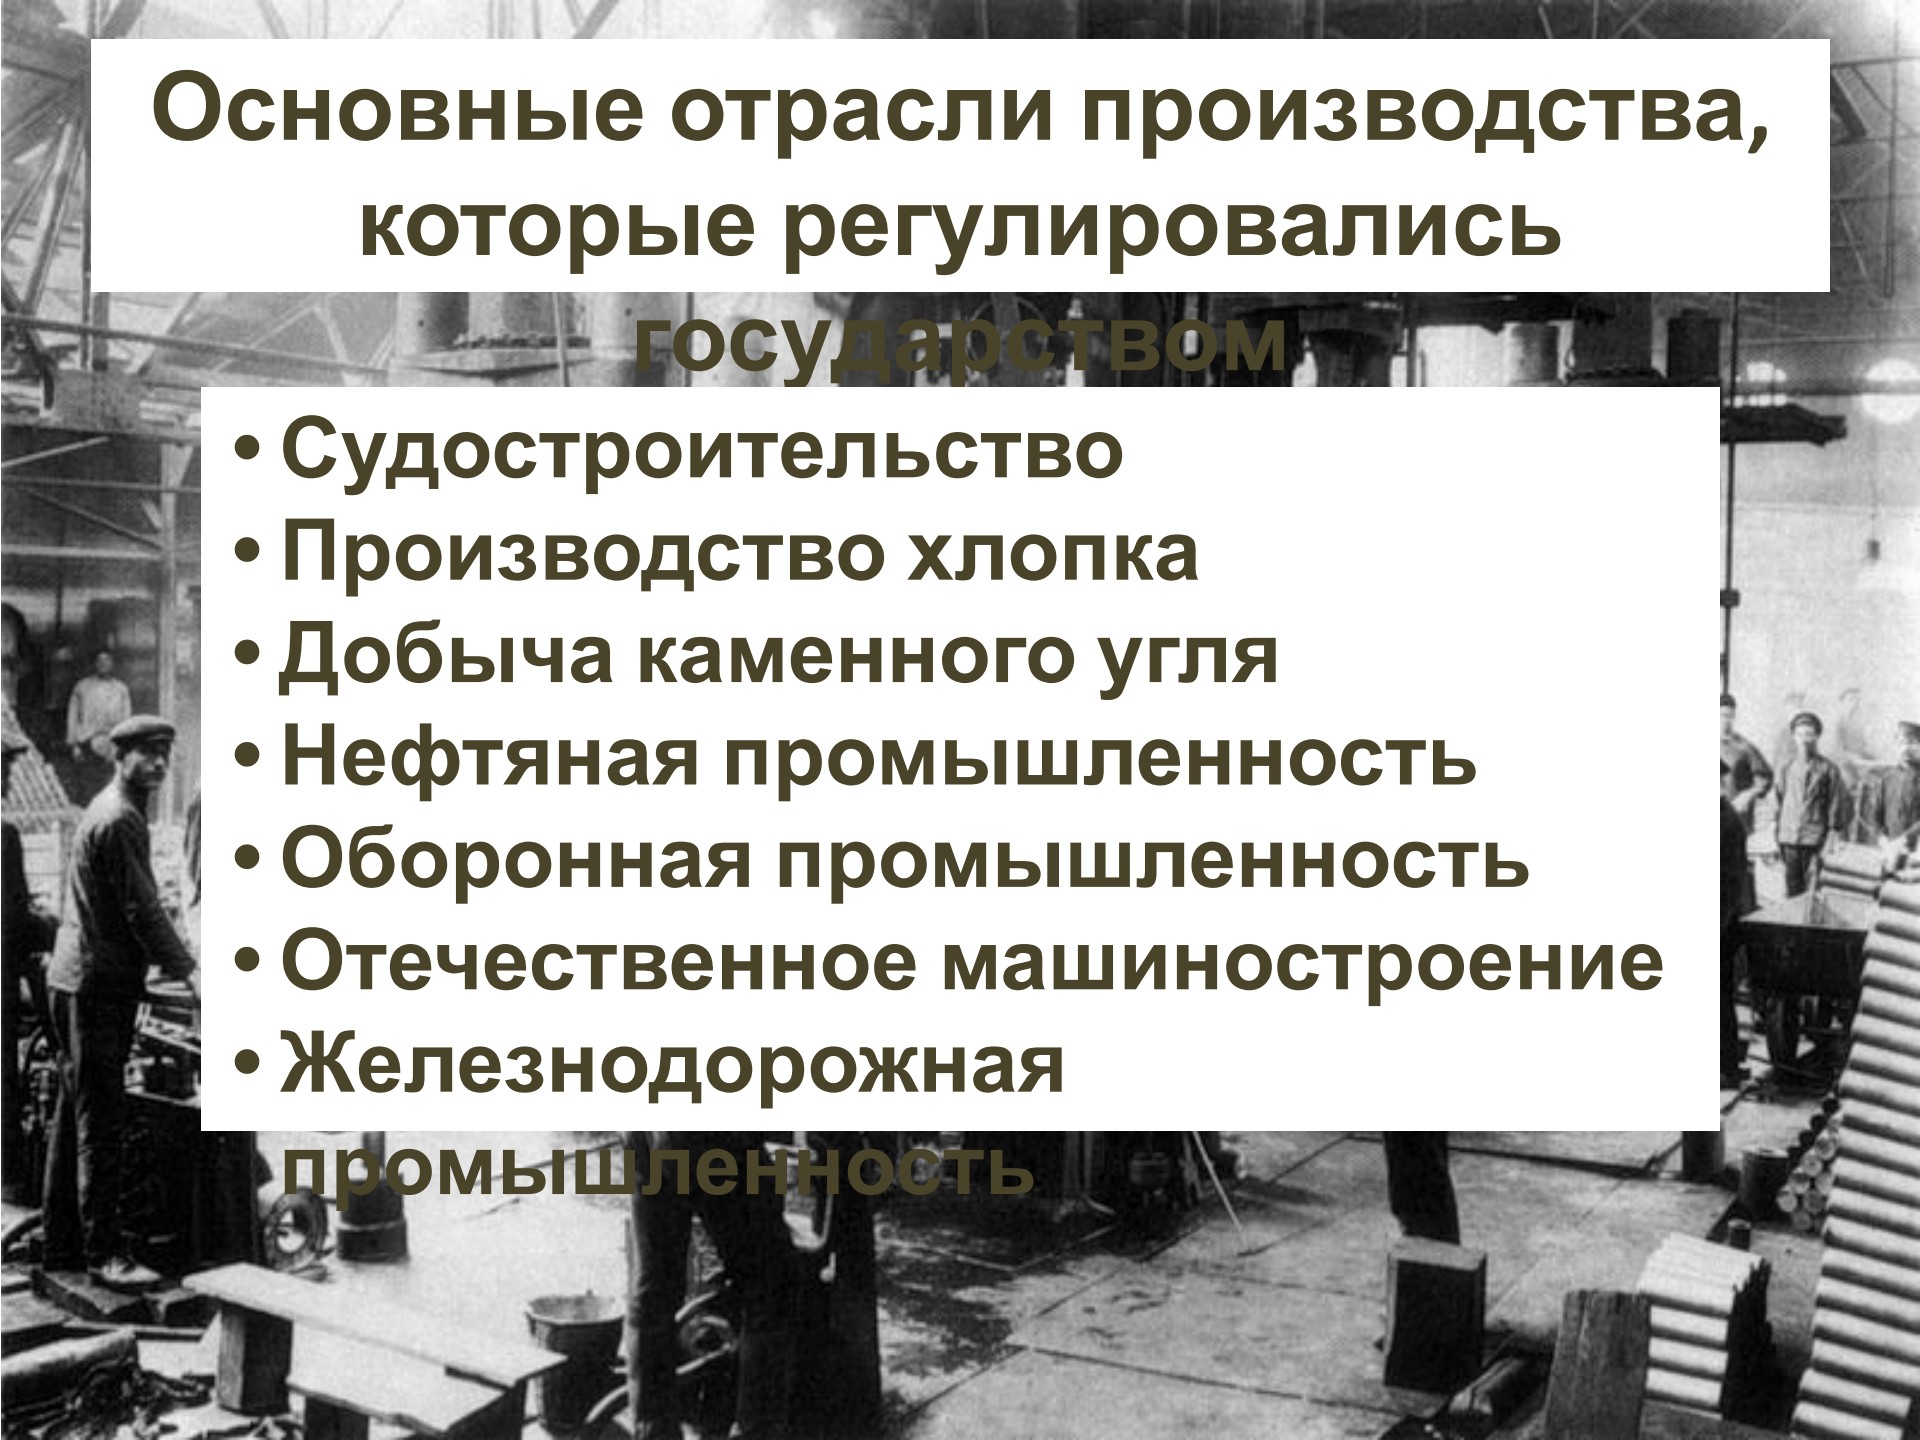 Основные отрасли производства,
которые регулировались
государством
• Судостроительство
• Производство хлопка
• Добыча каменного угля
• Нефтяная промышленность
• Оборонная промышленность
• Отечественное машиностроение
• Железнодорожная
промышленность